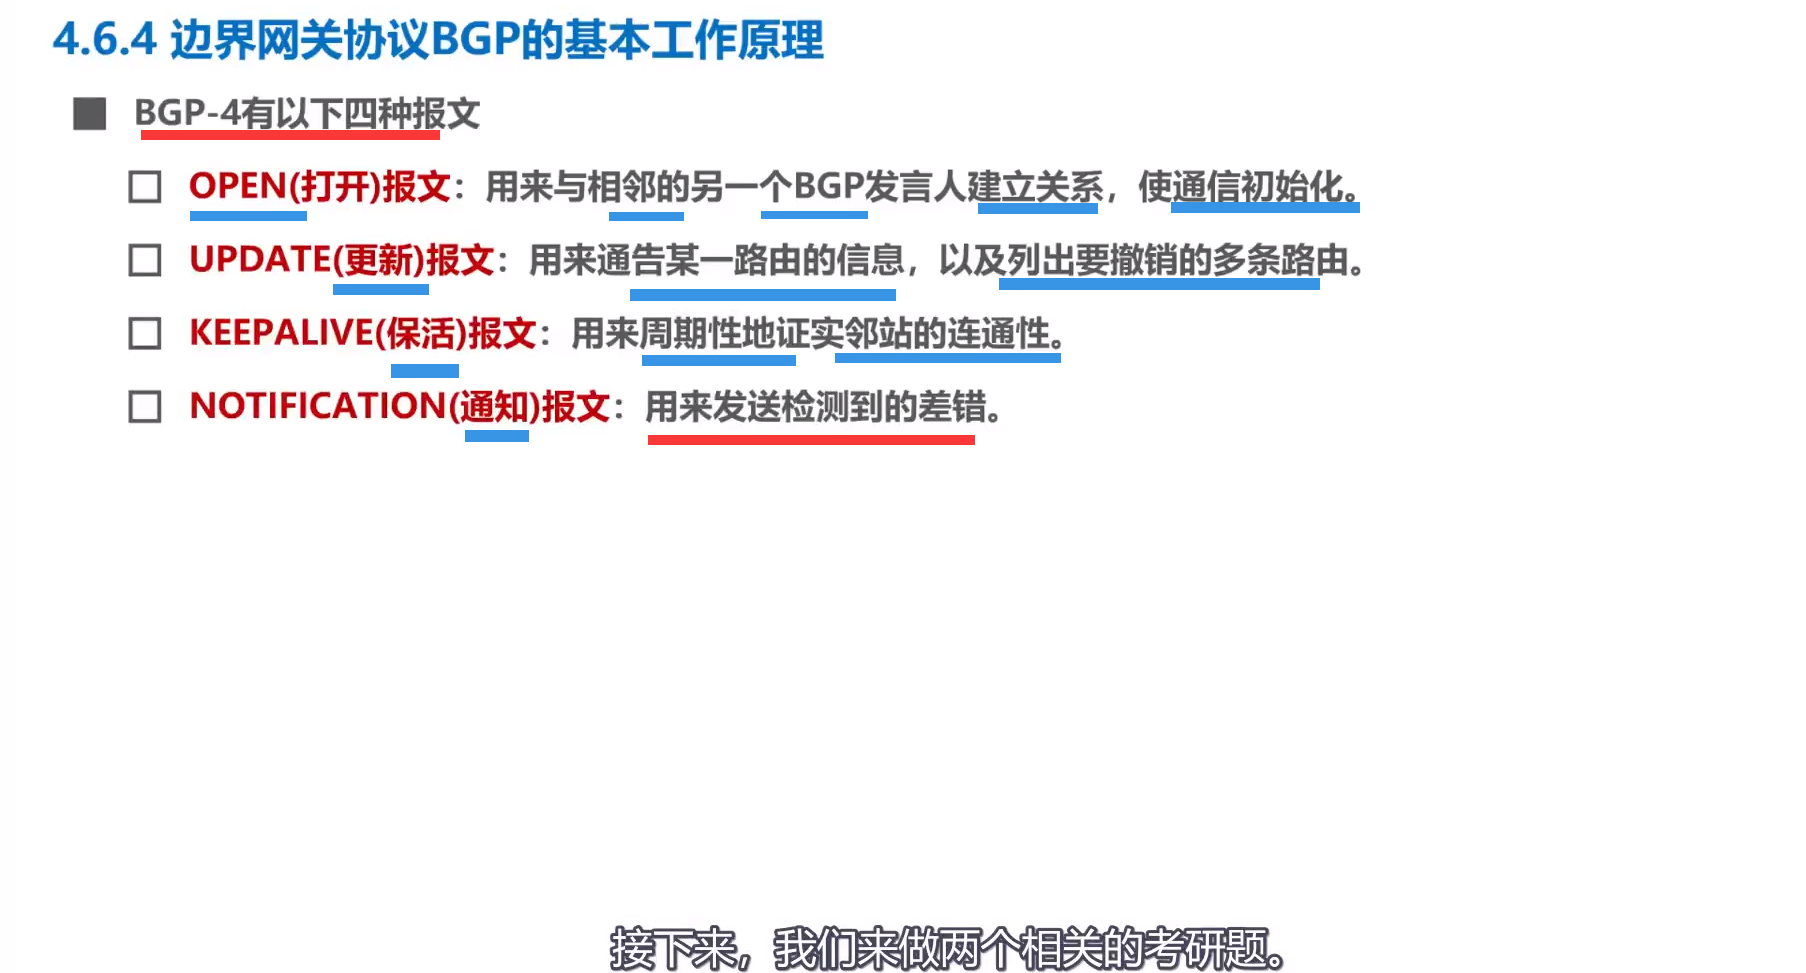 4.6.4 边界网关协议BGP的基本工作原理
BGP-4有以下四种报文
OPEN(打开)报文：用来与相邻的另一个BGP发言人建立关系，使通信初始化。
UPDATE(更新)报文：用来通告某一路由的信息，以及列出要撤销的多条路由。
KEEPALIVE(保活)报文：用来周期性地证实邻站的连通性。
NOTIFICATION(通知)报文：用来发送检测到的差错。
接下来，我们来做两个相关的考研题。